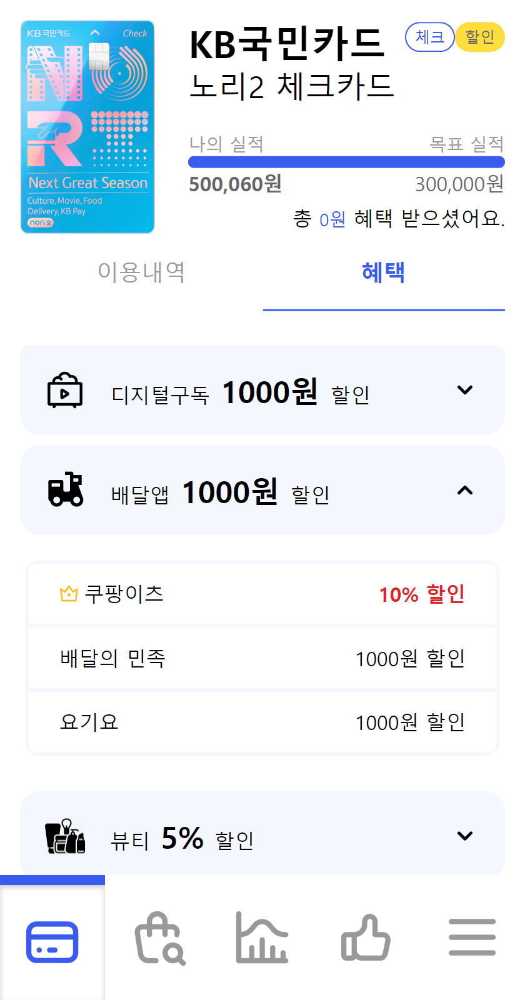 KB국민카드 Check
NORI
Next Great Season
Culture, Movie, Food
Delivery, KB Pay
nori 2
KB국민카드 체크 할인
노리2 체크카드
나의 실적 목표 실적
500,060원 300,000원
총 0원 혜택 받으셨어요.
이용내역 혜택
디지털구독 1000원 할인
배달앱 1000원 할인
쿠팡이츠 10% 할인
배달의 민족 1000원 할인
요기요 1000원 할인
뷰티 5% 할인